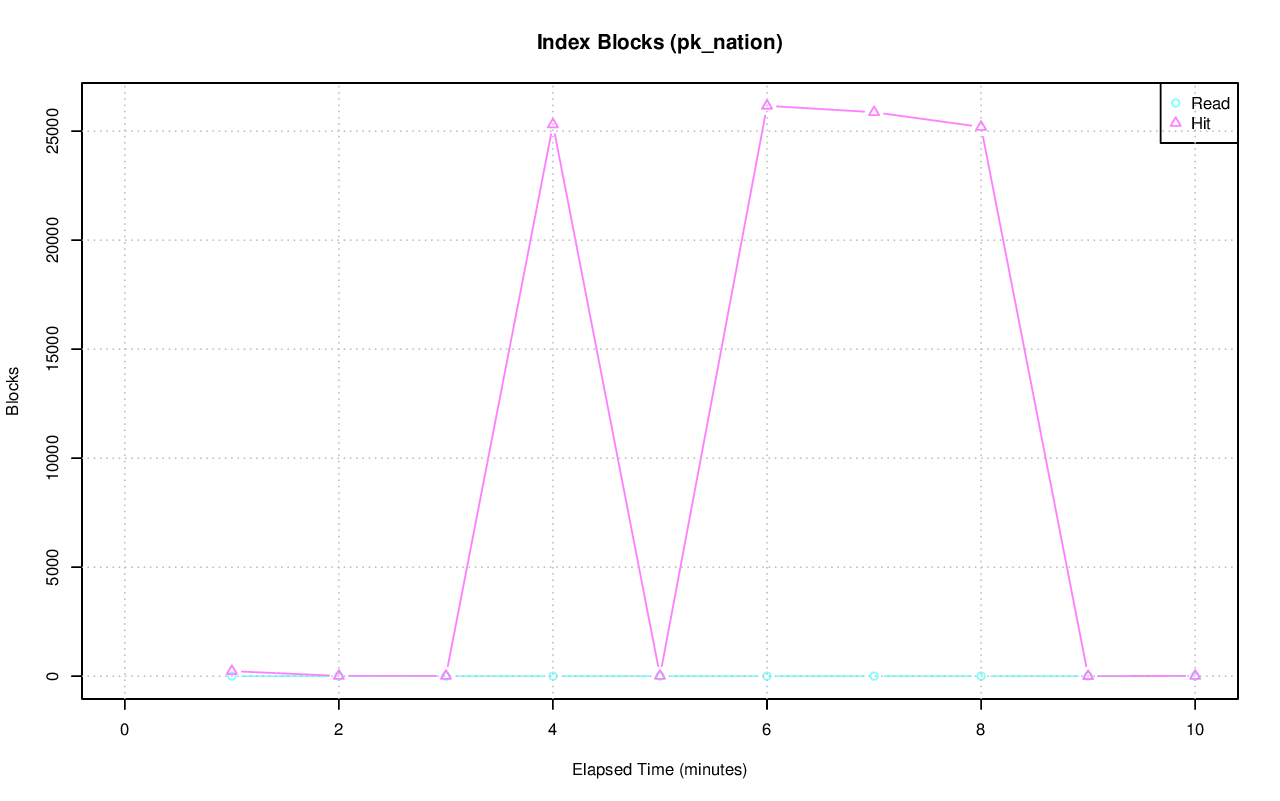 Index Blocks (pk_nation)
Read
Hit
Blocks
25000
20000
15000
10000
5000
0
0 2 4 6 8 10
Elapsed Time (minutes)